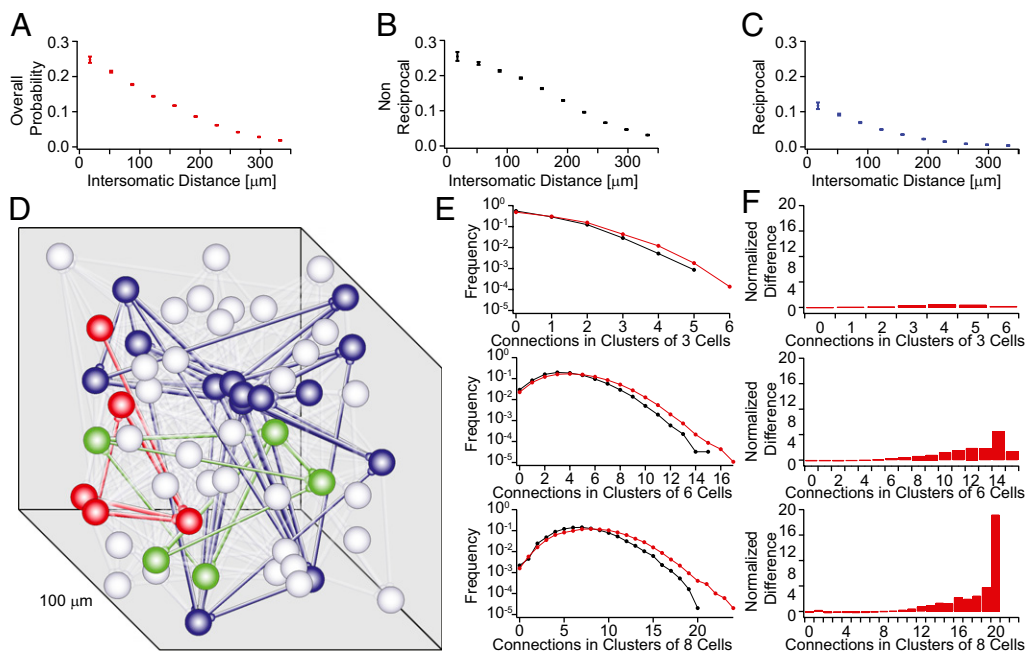 A
B
C
0.3
0.2
0.1
0.0
Overall
Probability
0 100 200 300
Intersomatic Distance [μm]
0.3
0.2
0.1
0.0
Non
Reciprocal
0 100 200 300
Intersomatic Distance [μm]
0.3
0.2
0.1
0.0
Reciprocal
0 100 200 300
Intersomatic Distance [μm]
D
100 μm
E
10^0
10^-1
10^-2
10^-3
10^-4
10^-5
Frequency
0 1 2 3 4 5 6
Connections in Clusters of 3 Cells
10^0
10^-1
10^-2
10^-3
10^-4
10^-5
Frequency
0 2 4 6 8 10 12 14 16
Connections in Clusters of 6 Cells
10^0
10^-1
10^-2
10^-3
10^-4
10^-5
Frequency
0 5 10 15 20
Connections in Clusters of 8 Cells
F
20
16
12
8
4
0
Normalized
Difference
0 1 2 3 4 5 6
Connections in Clusters of 3 Cells
20
16
12
8
4
0
Normalized
Difference
0 2 4 6 8 10 12 14
Connections in Clusters of 6 Cells
20
16
12
8
4
0
Normalized
Difference
0 4 8 12 16 20
Connections in Clusters of 8 Cells